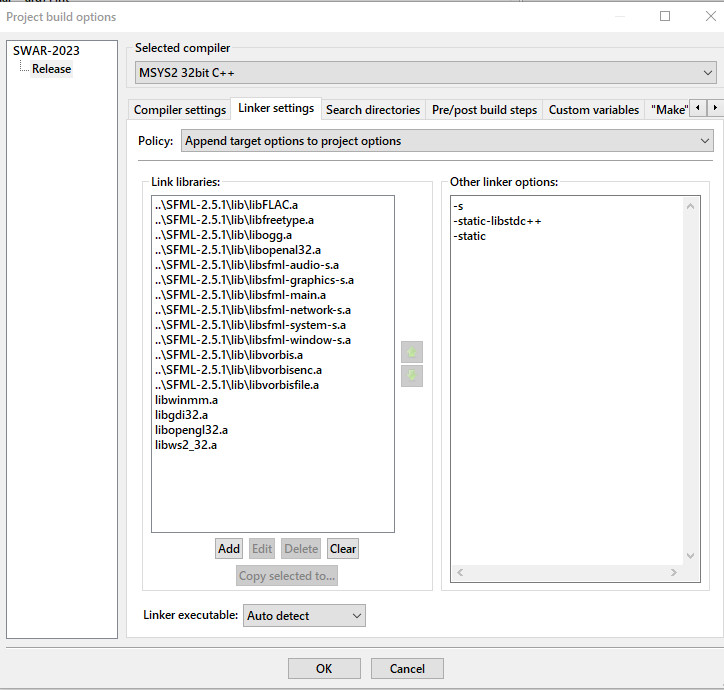 Project build options
SWAR-2023
Release
Selected compiler
MSYS2 32bit C++
Compiler settings Linker settings Search directories Pre/post build steps Custom variables "Make"
Policy: Append target options to project options
Link libraries:
..\SFML-2.5.1\lib\libFLAC.a
..\SFML-2.5.1\lib\libfreetype.a
..\SFML-2.5.1\lib\libogg.a
..\SFML-2.5.1\lib\libopenal32.a
..\SFML-2.5.1\lib\libsfml-audio-s.a
..\SFML-2.5.1\lib\libsfml-graphics-s.a
..\SFML-2.5.1\lib\libsfml-main.a
..\SFML-2.5.1\lib\libsfml-network-s.a
..\SFML-2.5.1\lib\libsfml-system-s.a
..\SFML-2.5.1\lib\libsfml-window-s.a
..\SFML-2.5.1\lib\libvorbis.a
..\SFML-2.5.1\lib\libvorbisenc.a
..\SFML-2.5.1\lib\libvorbisfile.a
libwinmm.a
libgdi32.a
libopengl32.a
libws2_32.a
Add Edit Delete Clear
Copy selected to...
Other linker options:
-s
-static-libstdc++
-static
Linker executable: Auto detect
OK Cancel